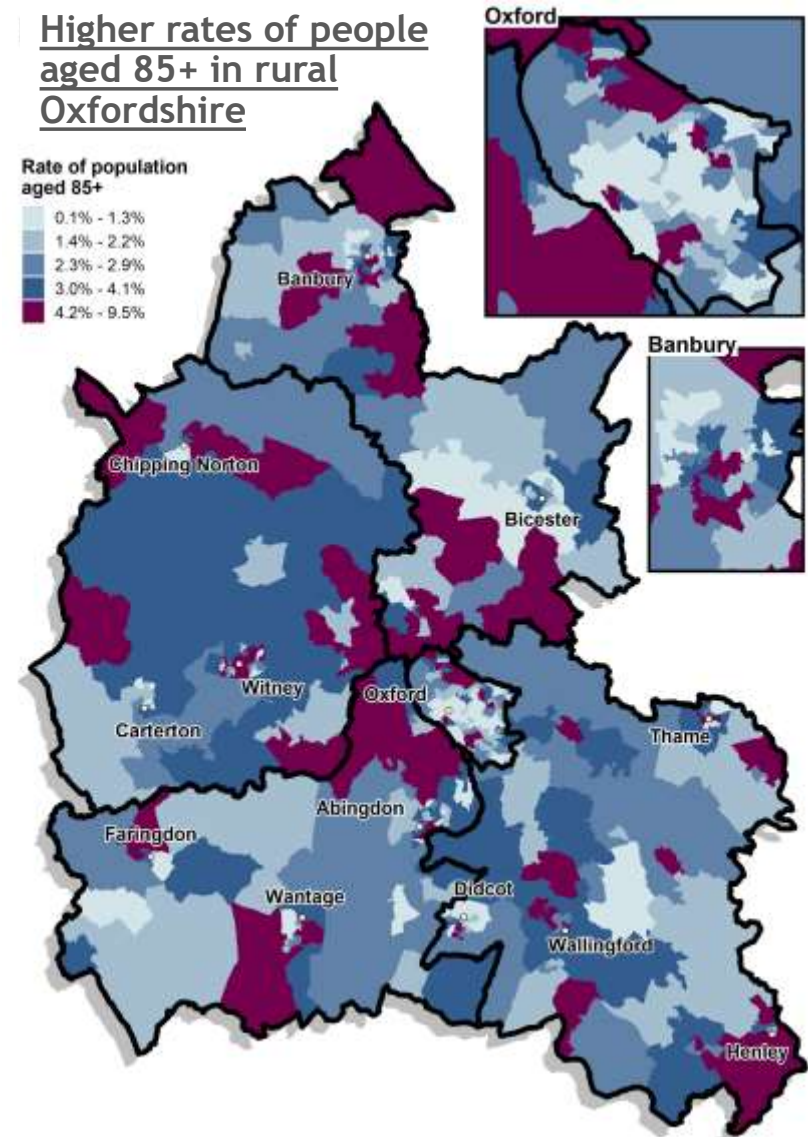 Higher rates of people
aged 85+ in rural
Oxfordshire
Rate of population
aged 85+
0.1% - 1.3%
1.4% - 2.2%
2.3% - 2.9%
3.0% - 4.1%
4.2% - 9.5%
Oxford
Banbury
Banbury
Chipping Norton
Bicester
Witney
Oxford
Carterton
Thame
Abingdon
Faringdon
Wantage
Didcot
Wallingford
Henley